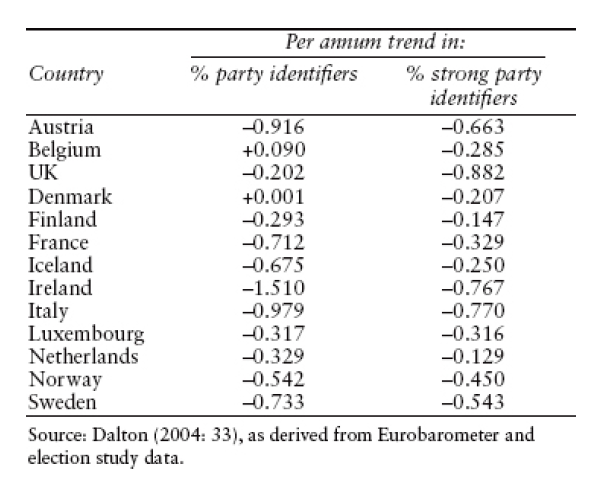 Per annum trend in:
Country % party identifiers % strong party
identifiers
Austria –0.916 –0.663
Belgium +0.090 –0.285
UK –0.202 –0.882
Denmark +0.001 –0.207
Finland –0.293 –0.147
France –0.712 –0.329
Iceland –0.675 –0.250
Ireland –1.510 –0.767
Italy –0.979 –0.770
Luxembourg –0.317 –0.316
Netherlands –0.329 –0.129
Norway –0.542 –0.450
Sweden –0.733 –0.543
Source: Dalton (2004: 33), as derived from Eurobarometer and
election study data.